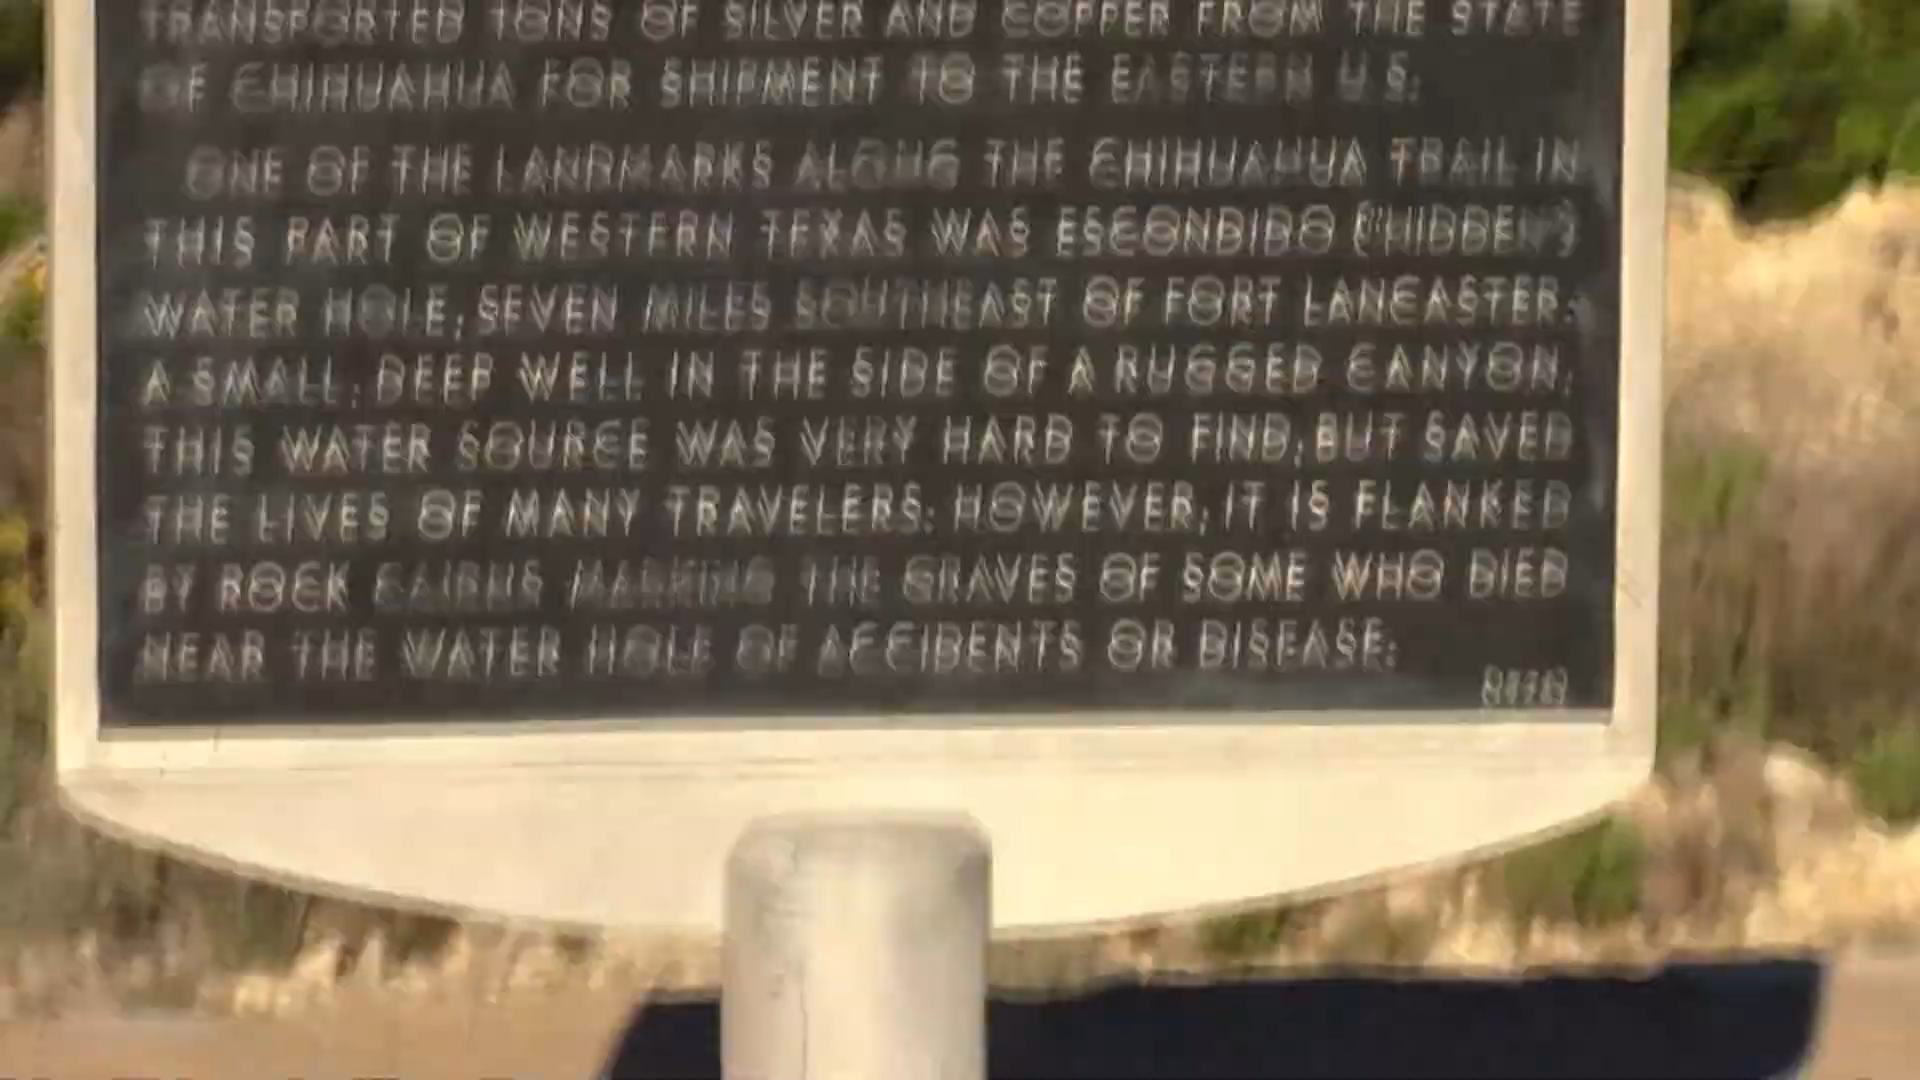 TRANSPORTED TONS OF SILVER AND COPPER FROM THE STATE
OF CHIHUAHUA FOR SHIPMENT TO THE EASTERN U.S.
ONE OF THE LANDMARKS ALONG THE CHIHUAHUA TRAIL IN
THIS PART OF WESTERN TEXAS WAS ESCONDIDO ("HIDDEN")
WATER HOLE, SEVEN MILES SOUTHEAST OF FORT LANCASTER.
A SMALL, DEEP WELL IN THE SIDE OF A RUGGED CANYON,
THIS WATER SOURCE WAS VERY HARD TO FIND, BUT SAVED
THE LIVES OF MANY TRAVELERS. HOWEVER, IT IS FLANKED
BY ROCK CAIRNS MARKING THE GRAVES OF SOME WHO DIED
NEAR THE WATER HOLE OF ACCIDENTS OR DISEASE.